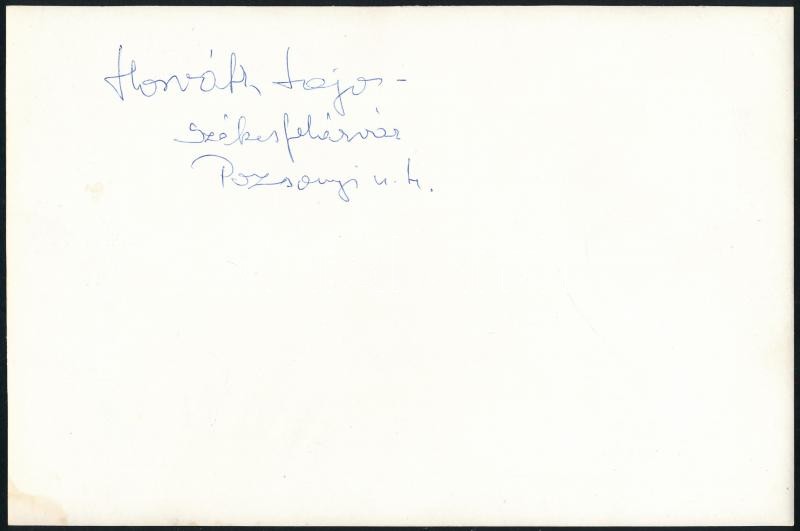 Horváth Lajos –
Székesfehérvár
Pozsonyi u. 4.